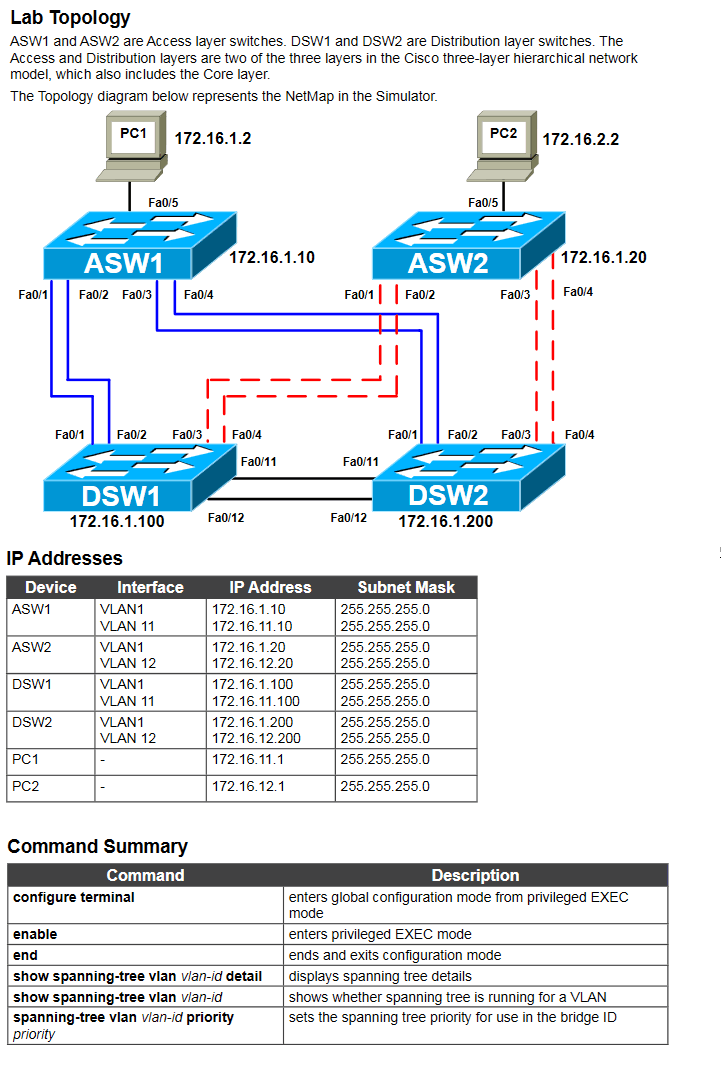 Lab Topology
ASW1 and ASW2 are Access layer switches. DSW1 and DSW2 are Distribution layer switches. The
Access and Distribution layers are two of the three layers in the Cisco three-layer hierarchical network
model, which also includes the Core layer.
The Topology diagram below represents the NetMap in the Simulator.
PC1 172.16.1.2 PC2 172.16.2.2
Fa0/5 Fa0/5
ASW1 172.16.1.10 ASW2 172.16.1.20
Fa0/1 Fa0/2 Fa0/3 Fa0/4 Fa0/1 Fa0/2 Fa0/3 Fa0/4
Fa0/1 Fa0/2 Fa0/3 Fa0/4 Fa0/1 Fa0/2 Fa0/3 Fa0/4
Fa0/11 Fa0/11
DSW1 DSW2
Fa0/12 Fa0/12
172.16.1.100 172.16.1.200
IP Addresses
Device Interface IP Address Subnet Mask
ASW1 VLAN1 172.16.1.10 255.255.255.0
VLAN 11 172.16.11.10 255.255.255.0
ASW2 VLAN1 172.16.1.20 255.255.255.0
VLAN 12 172.16.12.20 255.255.255.0
DSW1 VLAN1 172.16.1.100 255.255.255.0
VLAN 11 172.16.11.100 255.255.255.0
DSW2 VLAN1 172.16.1.200 255.255.255.0
VLAN 12 172.16.12.200 255.255.255.0
PC1 - 172.16.11.1 255.255.255.0
PC2 - 172.16.12.1 255.255.255.0
Command Summary
Command Description
configure terminal enters global configuration mode from privileged EXEC
mode
enable enters privileged EXEC mode
end ends and exits configuration mode
show spanning-tree vlan vlan-id detail displays spanning tree details
show spanning-tree vlan vlan-id shows whether spanning tree is running for a VLAN
spanning-tree vlan vlan-id priority sets the spanning tree priority for use in the bridge ID
priority